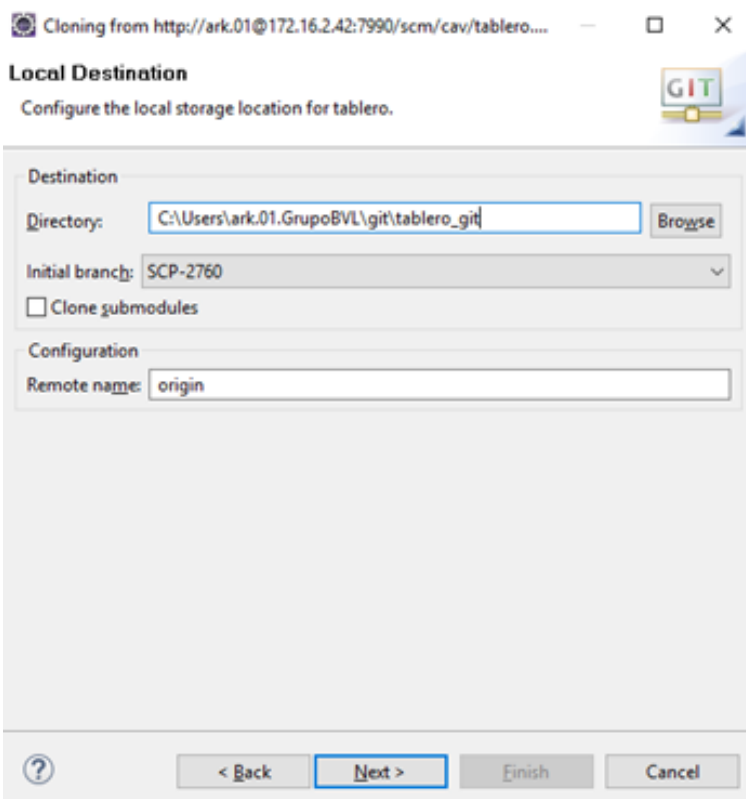 Cloning from http://ark.01@172.16.2.42:7990/scm/cav/tablero....
Local Destination
Configure the local storage location for tablero.
GIT
Destination
Directory: C:\Users\ark.01.GrupoBVL\git\tablero_git Browse
Initial branch: SCP-2760
Clone submodules
Configuration
Remote name: origin
? < Back Next > Finish Cancel